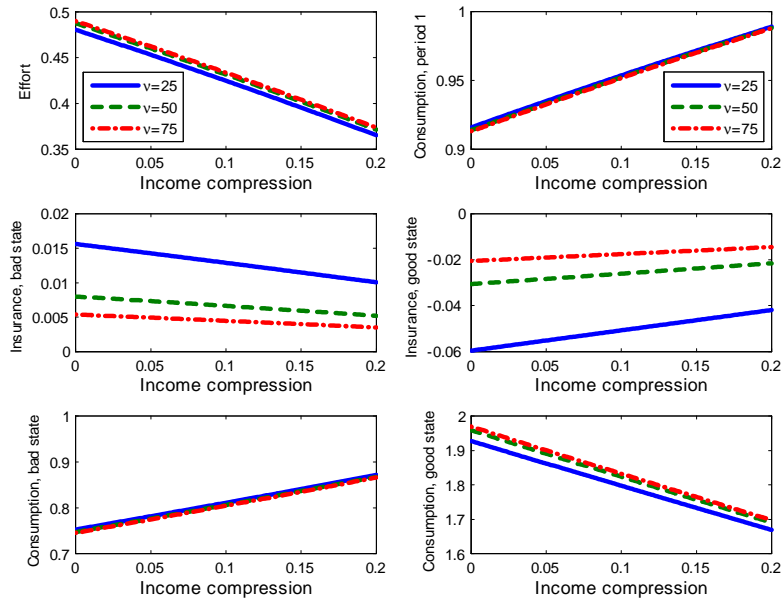 0.5
0.45
0.4
0.35
Effort
ν=25
ν=50
ν=75
0 0.05 0.1 0.15 0.2
Income compression
1
0.95
0.9
Consumption, period 1
ν=25
ν=50
ν=75
0 0.05 0.1 0.15 0.2
Income compression
0.02
0.015
0.01
0.005
0
Insurance, bad state
0 0.05 0.1 0.15 0.2
Income compression
0
-0.02
-0.04
-0.06
Insurance, good state
0 0.05 0.1 0.15 0.2
Income compression
1
0.9
0.8
0.7
Consumption, bad state
0 0.05 0.1 0.15 0.2
Income compression
2
1.9
1.8
1.7
1.6
Consumption, good state
0 0.05 0.1 0.15 0.2
Income compression